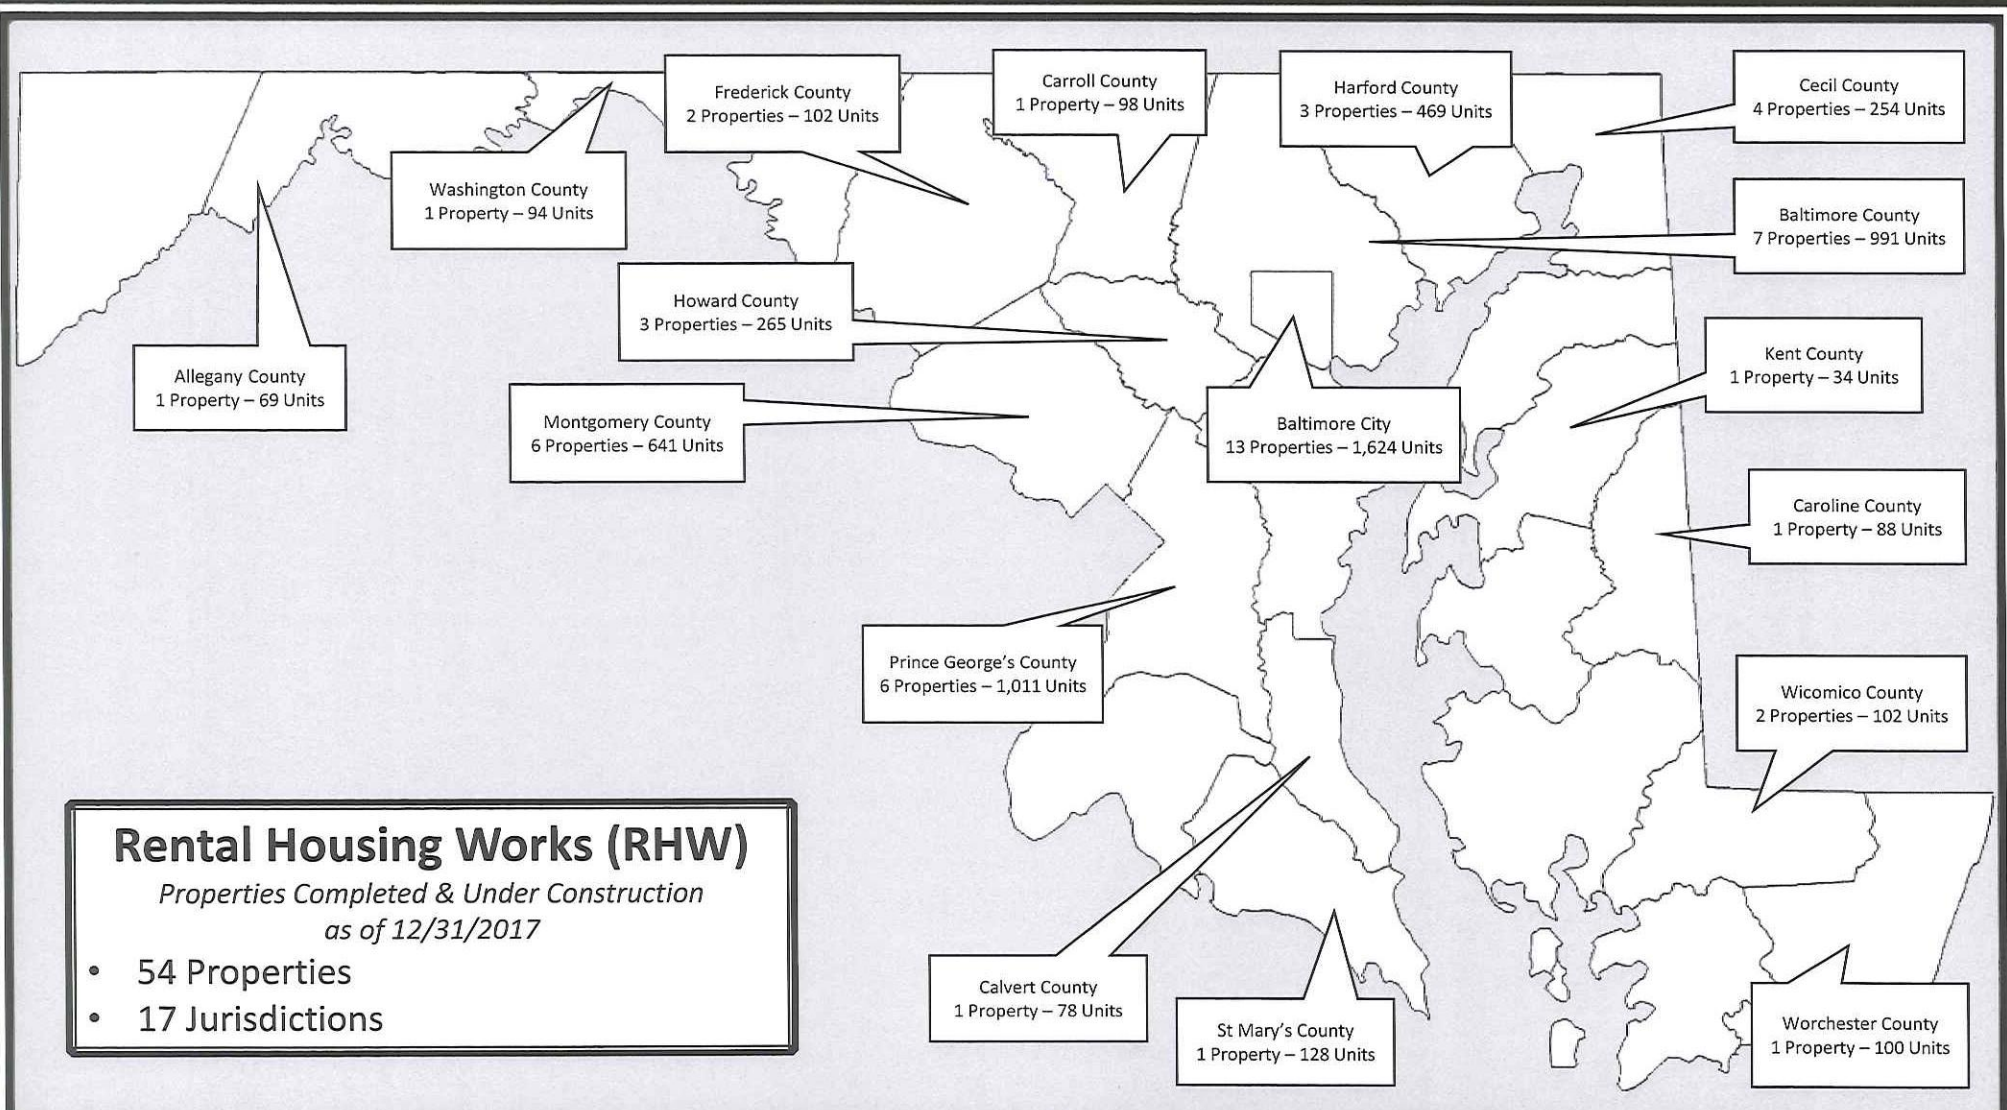 Frederick County
2 Properties – 102 Units
Carroll County
1 Property – 98 Units
Harford County
3 Properties – 469 Units
Cecil County
4 Properties – 254 Units
Washington County
1 Property – 94 Units
Baltimore County
7 Properties – 991 Units
Howard County
3 Properties – 265 Units
Kent County
1 Property – 34 Units
Allegany County
1 Property – 69 Units
Montgomery County
6 Properties – 641 Units
Baltimore City
13 Properties – 1,624 Units
Caroline County
1 Property – 88 Units
Prince George's County
6 Properties – 1,011 Units
Wicomico County
2 Properties – 102 Units
Rental Housing Works (RHW)
Properties Completed & Under Construction
as of 12/31/2017
• 54 Properties
• 17 Jurisdictions
Calvert County
1 Property – 78 Units
St Mary's County
1 Property – 128 Units
Worchester County
1 Property – 100 Units